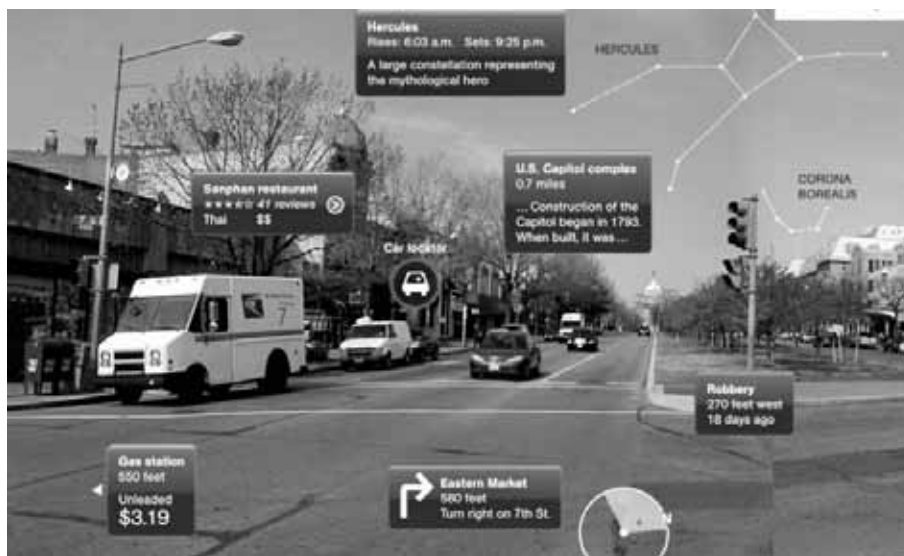 Hercules
Rises: 6:03 a.m. Sets: 9:25 p.m.
A large constellation representing
the mythological hero
HERCULES
U.S. Capitol complex
0.7 miles
... Construction of the
Capitol began in 1793.
When built, it was ...
CORONA
BOREALIS
Sanphan restaurant
★★★★☆ 41 reviews
Thai $$
Car locator
7
Robbery
270 feet west
18 days ago
Gas station
550 feet
Unleaded
$3.19
Eastern Market
580 feet
Turn right on 7th St.
N